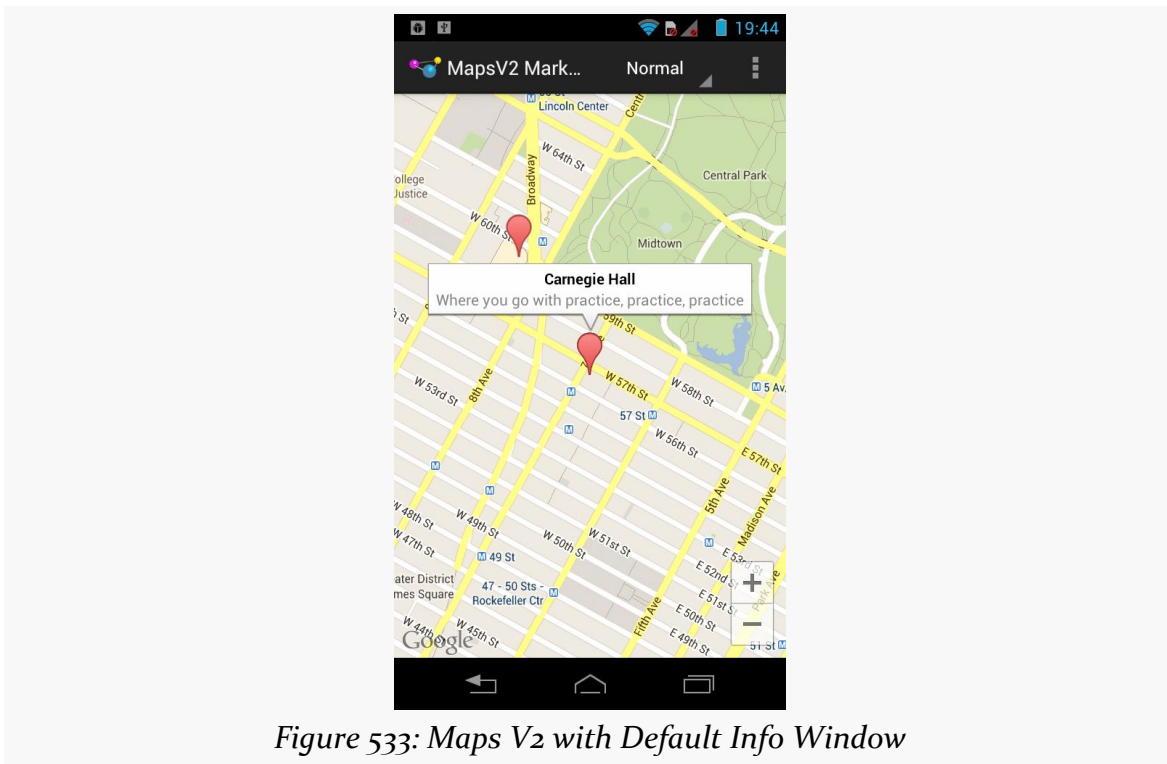 19:44
MapsV2 Mark...
Normal
Lincoln Center
W 64th St
Broadway
Central Park
ollege
Justice
W 60th St
Midtown
Carnegie Hall
Where you go with practice, practice, practice
59th St
W 57th St
W 53rd St
8th Ave
W 58th St
M 5 Av.
57 St M
W 56th St
E 57th St
5th Ave
Madison Ave
W 48th St
W 49th St
W 47th St
W 50th St
W 51st St
M 49 St
E 53rd St
E 52nd S
ater District
mes Square
47 - 50 Sts -
Rockefeller Ctr
E 51st S
Park Ave
E 50th St
W 44th
W 45th St
Fifth Ave
E 49th St
51 St M
Google
Figure 533: Maps V2 with Default Info Window